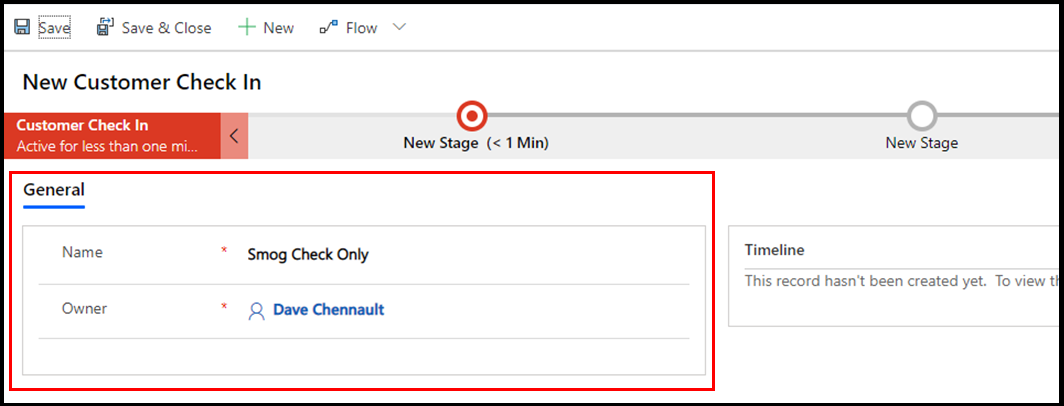 Save Save & Close New Flow
New Customer Check In
Customer Check In
Active for less than one mi...
New Stage (< 1 Min)
New Stage
General
Name * Smog Check Only
Owner * Dave Chennault
Timeline
This record hasn't been created yet. To view